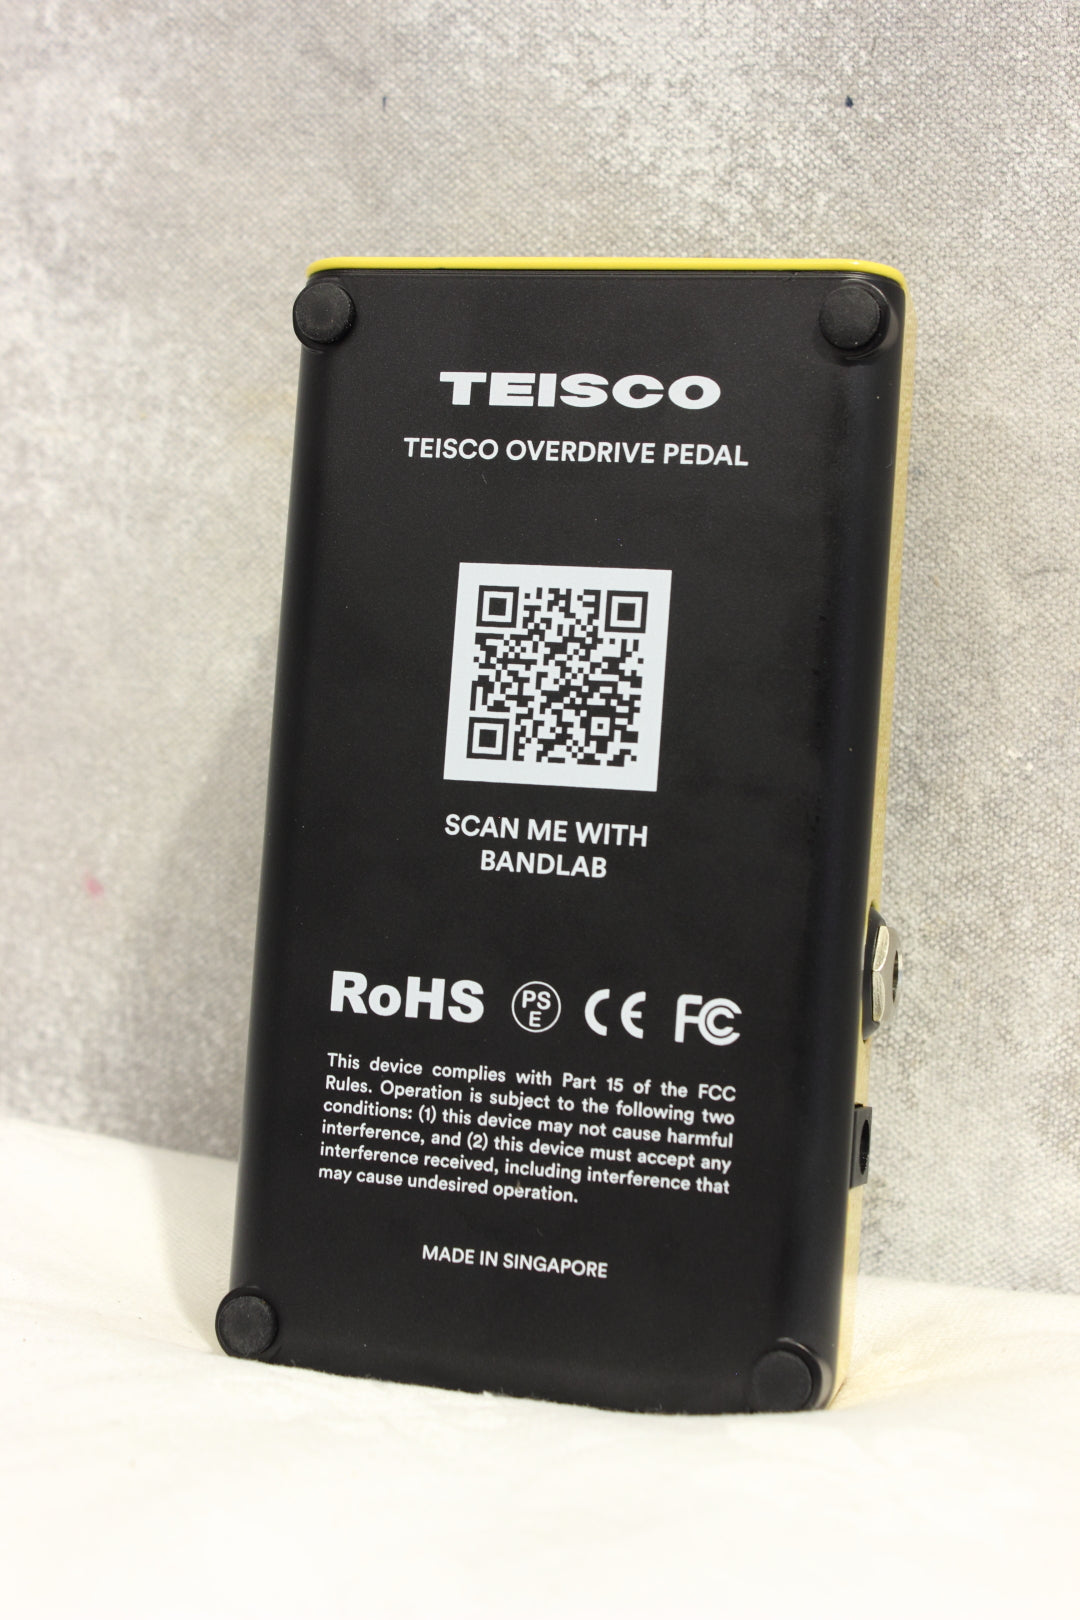 TEISCO
TEISCO OVERDRIVE PEDAL
SCAN ME WITH
BANDLAB
RoHS PS E CE FC
This device complies with Part 15 of the FCC
Rules. Operation is subject to the following two
conditions: (1) this device may not cause harmful
interference, and (2) this device must accept any
interference received, including interference that
may cause undesired operation.
MADE IN SINGAPORE